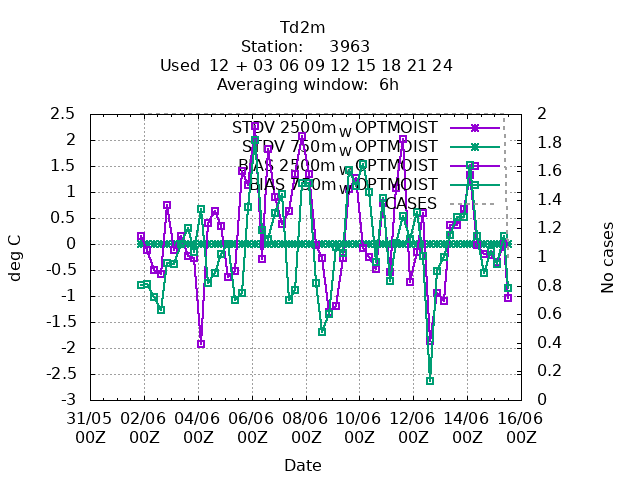 Td2m
Station: 3963
Used 12 + 03 06 09 12 15 18 21 24
Averaging window: 6h
2.5
2
1.5
1
0.5
0
-0.5
-1
-1.5
-2
-2.5
-3
deg C
STDV 2500m_W OPTMOIST
STDV 750m_W OPTMOIST
BIAS 2500m_W OPTMOIST
BIAS 750m_W OPTMOIST
CASES
2
1.8
1.6
1.4
1.2
1
0.8
0.6
0.4
0.2
0
No cases
31/05 02/06 04/06 06/06 08/06 10/06 12/06 14/06 16/06
00Z 00Z 00Z 00Z 00Z 00Z 00Z 00Z 00Z
Date